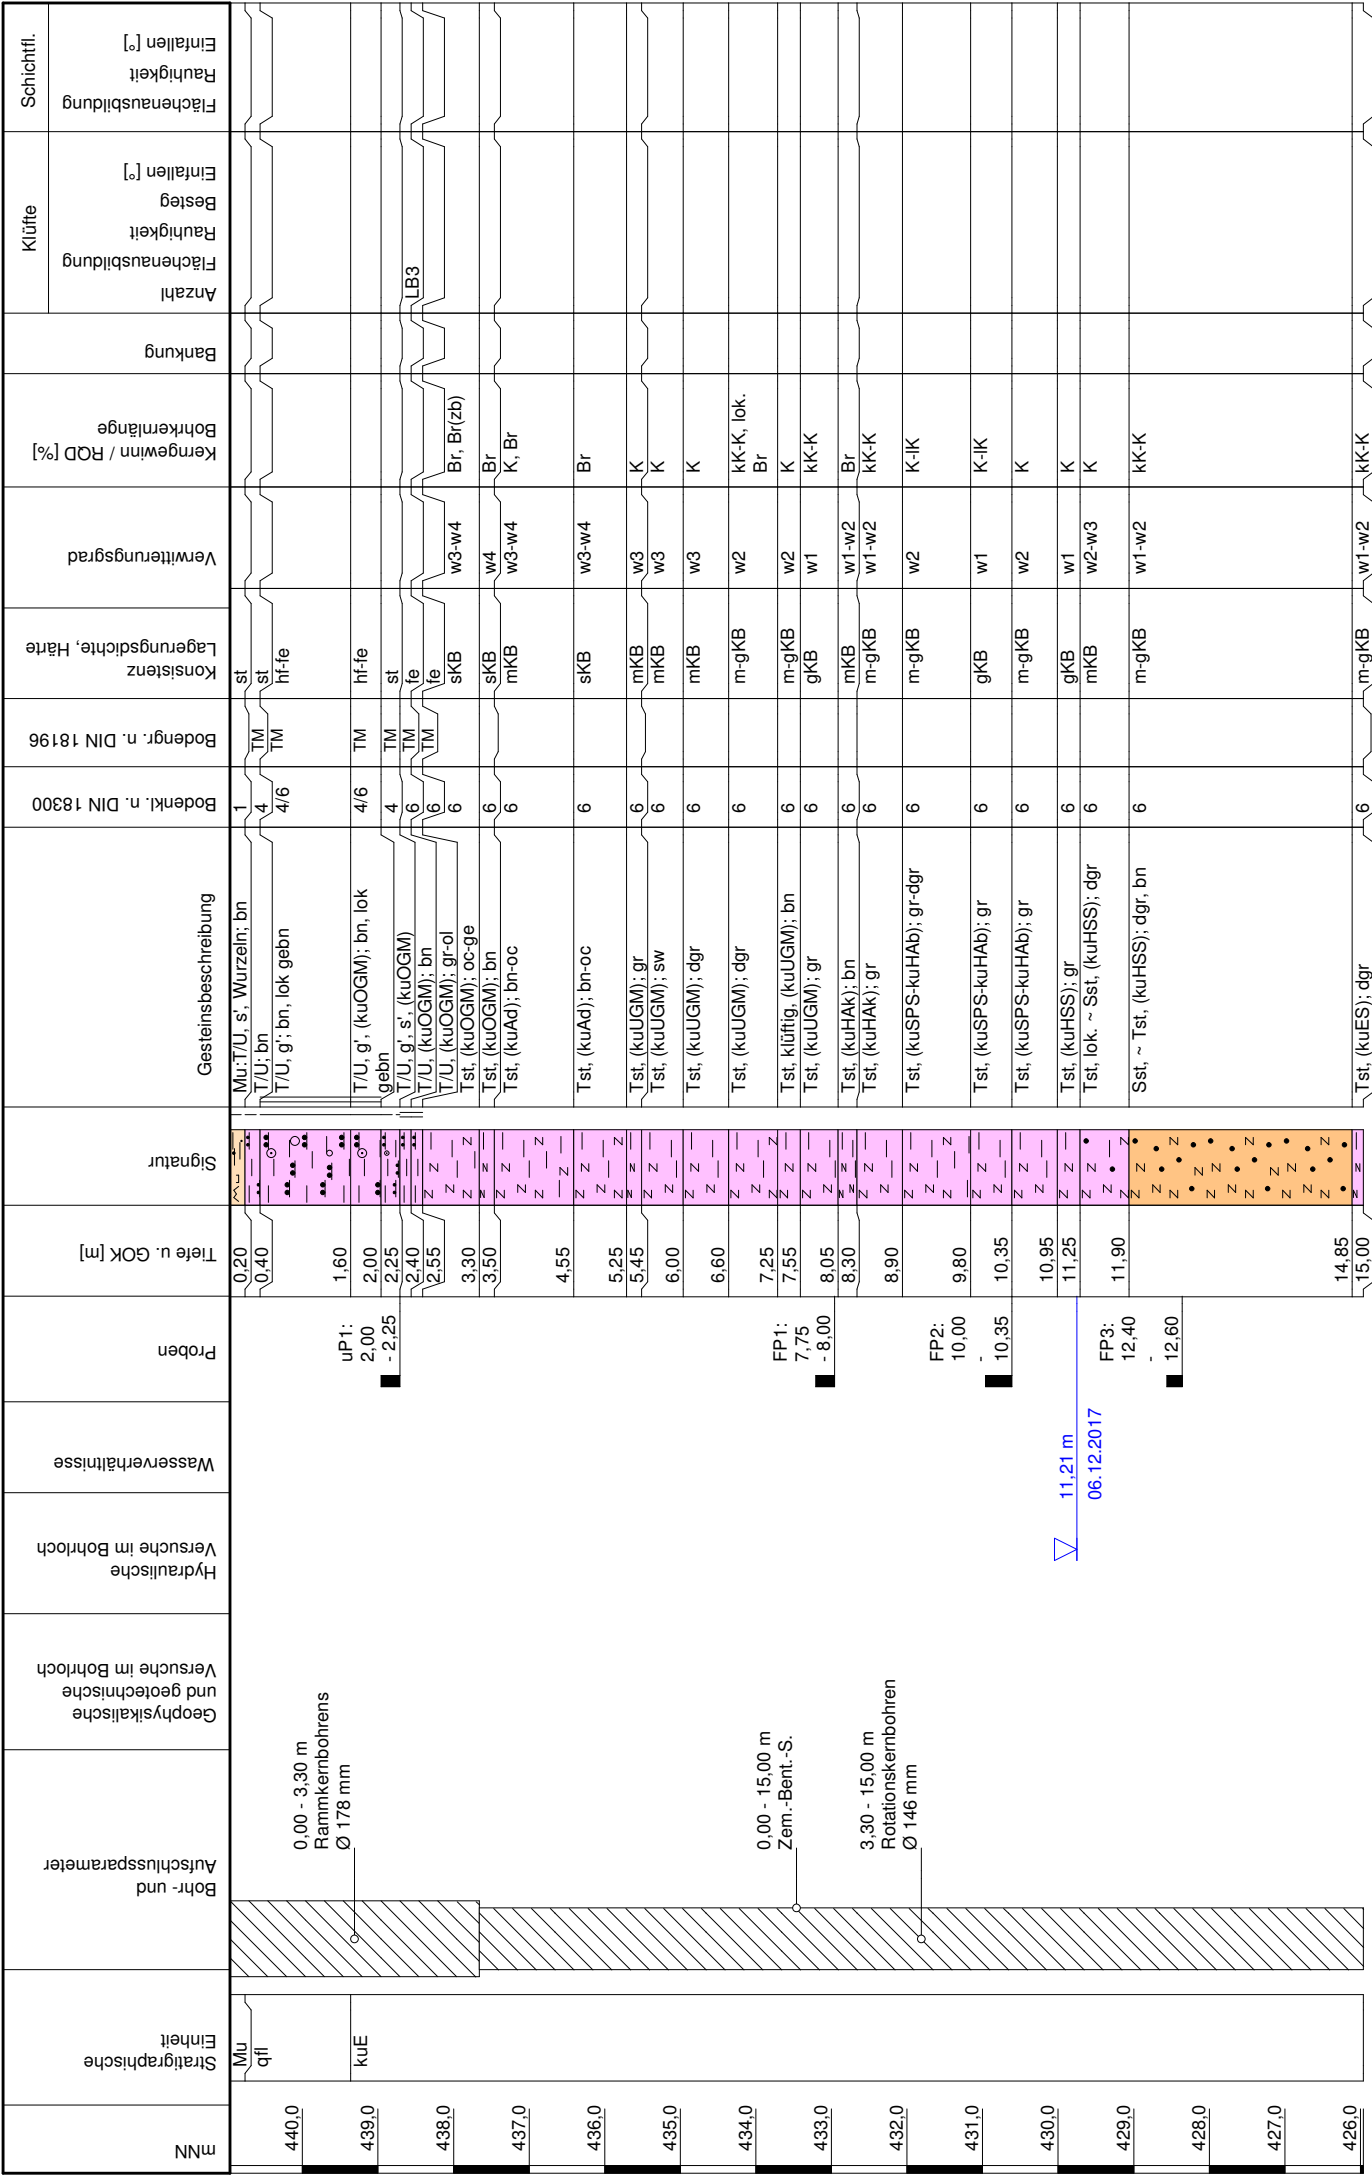 mNN
Stratigraphische
Einheit
Bohr- und
Aufschlussparameter
Geophysikalische
und geotechnische
Versuche im Bohrloch
Hydraulische
Versuche im Bohrloch
Wasserverhältnisse
Proben
Tiefe u. GOK [m]
Signatur
Gesteinsbeschreibung
Bodenkl. n. DIN 18300
Bodengr. n. DIN 18196
Konsistenz
Lagerungsdichte, Härte
Verwitterungsgrad
Kerngewinn / RQD [%]
Bohrkernlänge
Bankung
Klüfte
Anzahl
Flächenausbildung
Rauhigkeit
Besteg
Einfallen [°]
Schichtfl.
Flächenausbildung
Rauhigkeit
Einfallen [°]
440,0
439,0
438,0
437,0
436,0
435,0
434,0
433,0
432,0
431,0
430,0
429,0
428,0
427,0
426,0
Mu
qfl
kuE
0,00 - 3,30 m
Rammkernbohrens
Ø 178 mm
0,00 - 15,00 m
Zem.-Bent.-S.
3,30 - 15,00 m
Rotationskernbohren
Ø 146 mm
11,21 m
06.12.2017
uP1:
2,00
- 2,25
FP1:
7,75
- 8,00
FP2:
10,00
-
10,35
FP3:
12,40
-
12,60
0,20 Mu:T/U, s', Wurzeln; bn 1 st
0,40 T/U; bn 4 TM st
1,60 T/U, g'; bn, lok gebn 4/6 TM hf-fe
2,00 T/U, g', (kuOGM); bn, lok
gebn 4/6 TM hf-fe
2,25 T/U, g', s', (kuOGM) 4 TM st
2,40 T/U, (kuOGM); bn 6 TM fe LB3
2,55 T/U, (kuOGM); gr-ol 6 TM fe
3,30 Tst, (kuOGM); oc-ge 6 sKB w3-w4 Br, Br(zb)
3,50 Tst, (kuOGM); bn 6 sKB w4 Br
4,55 Tst, (kuAd); bn-oc 6 mKB w3-w4 K, Br
5,25 Tst, (kuAd); bn-oc 6 sKB w3-w4 Br
5,45 Tst, (kuUGM); gr 6 mKB w3 K
6,00 Tst, (kuUGM); sw 6 mKB w3 K
6,60 Tst, (kuUGM); dgr 6 mKB w3 K
7,25 Tst, (kuUGM); dgr 6 m-gKB w2 kK-K, lok.
Br
7,55 Tst, klüftig, (kuUGM); bn 6 m-gKB w2 K
8,05 Tst, (kuUGM); gr 6 gKB w1 kK-K
8,30 Tst, (kuHAk); bn 6 mKB w1-w2 Br
8,90 Tst, (kuHAk); gr 6 m-gKB w1-w2 kK-K
9,80 Tst, (kuSPS-kuHAb); gr-dgr 6 m-gKB w2 K-lK
10,35 Tst, (kuSPS-kuHAb); gr 6 gKB w1 K-lK
10,95 Tst, (kuSPS-kuHAb); gr 6 m-gKB w2 K
11,25 Tst, (kuHSS); gr 6 gKB w1 K
11,90 Tst, lok. ~ Sst, (kuHSS); dgr 6 mKB w2-w3 K
14,85 Sst, ~ Tst, (kuHSS); dgr, bn 6 m-gKB w1-w2 kK-K
15,00 Tst, (kuES); dgr 6 m-gKB w1-w2 kK-K